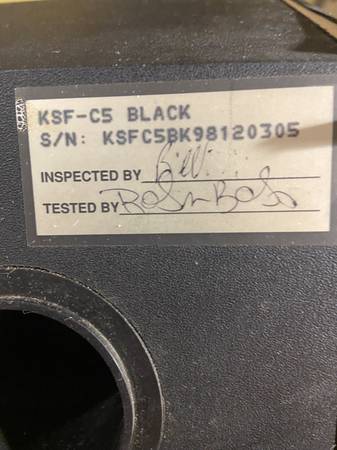 KSF-C5 BLACK
S/N: KSFC5BK98120305
INSPECTED BY
TESTED BY